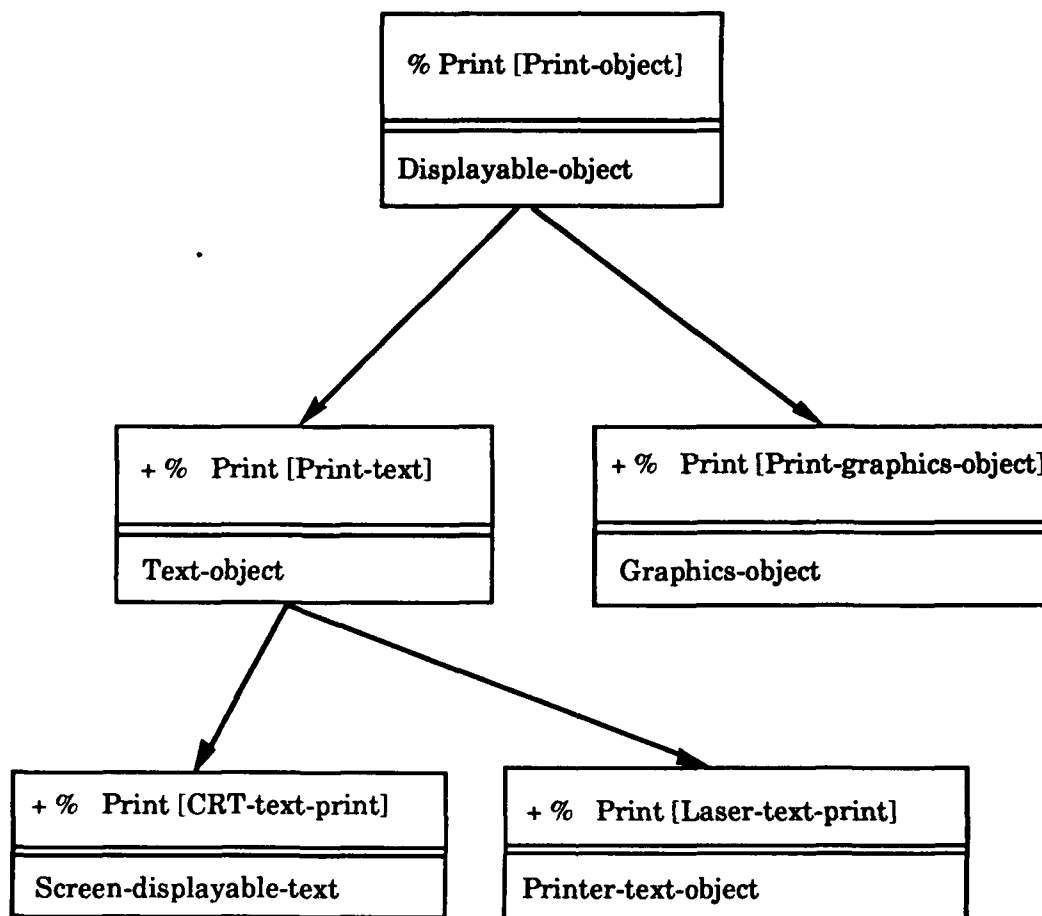 % Print [Print-object]
Displayable-object
+ % Print [Print-text]
Text-object
+ % Print [Print-graphics-object]
Graphics-object
+ % Print [CRT-text-print]
Screen-displayable-text
+ % Print [Laser-text-print]
Printer-text-object